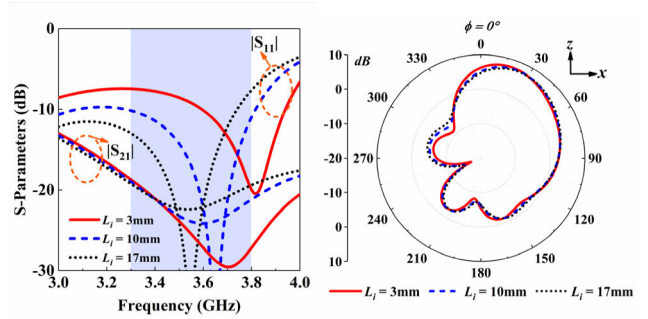 0
-10
-20
-30
S-Parameters (dB)
|S11|
|S21|
Li = 3mm
Li = 10mm
Li = 17mm
3.0 3.2 3.4 3.6 3.8 4.0
Frequency (GHz)
ϕ = 0°
dB
10
0
-10
-20
-20
-10
0
10
0
30
60
90
120
150
180
210
240
270
300
330
z
x
Li = 3mm Li = 10mm Li = 17mm